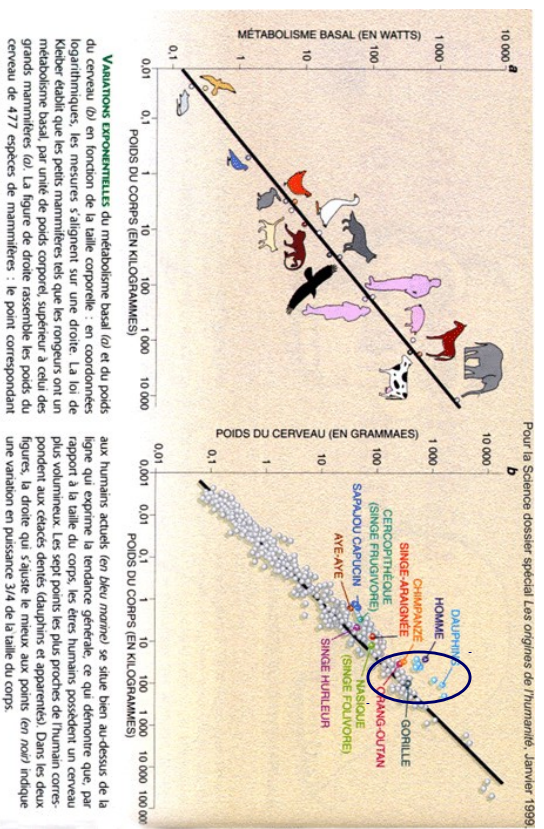 Pour la Science dossier spécial Les origines de l'humanité, Janvier 1999.
a
MÉTABOLISME BASAL (EN WATTS)
10 000
1 000
100
10
1
0,1
0,01
0,1
1
10
100
1 000
10 000
POIDS DU CORPS (EN KILOGRAMMES)
b
POIDS DU CERVEAU (EN GRAMMAES)
10 000
1 000
100
10
1
0,1
0,001
0,01
0,1
1
10
100
1 000
10 000
100 000
POIDS DU CORPS (EN KILOGRAMMES)
DAUPHINS
HOMME
CHIMPANZÉ
SINGE-ARAIGNÉE
CERCOPITHÈQUE
(SINGE FRUGIVORE)
SAPAJOU CAPUCIN
AYE-AYE
GORILLE
ORANG-OUTAN
NASIQUE
(SINGE FOLIVORE)
SINGE HURLEUR
VARIATIONS EXPONENTIELLES du métabolisme basal (a) et du poids
du cerveau (b) en fonction de la taille corporelle : en coordonnées
logarithmiques, les mesures s'alignent sur une droite. La loi de
Kleiber établit que les petits mammifères tels que les rongeurs ont un
métabolisme basal, par unité de poids corporel, supérieur à celui des
grands mammifères (a). La figure de droite rassemble les poids du
cerveau de 477 espèces de mammifères : le point correspondant
aux humains actuels (en bleu marine) se situe bien au-dessus de la
ligne qui exprime la tendance générale, ce qui démontre que, par
rapport à la taille du corps, les êtres humains possèdent un cerveau
plus volumineux. Les sept points les plus proches de l'humain corres-
pondent aux cétacés dentés (dauphins et apparentés). Dans les deux
figures, la droite qui s'ajuste le mieux aux points (en noir) indique
une variation en puissance 3/4 de la taille du corps.